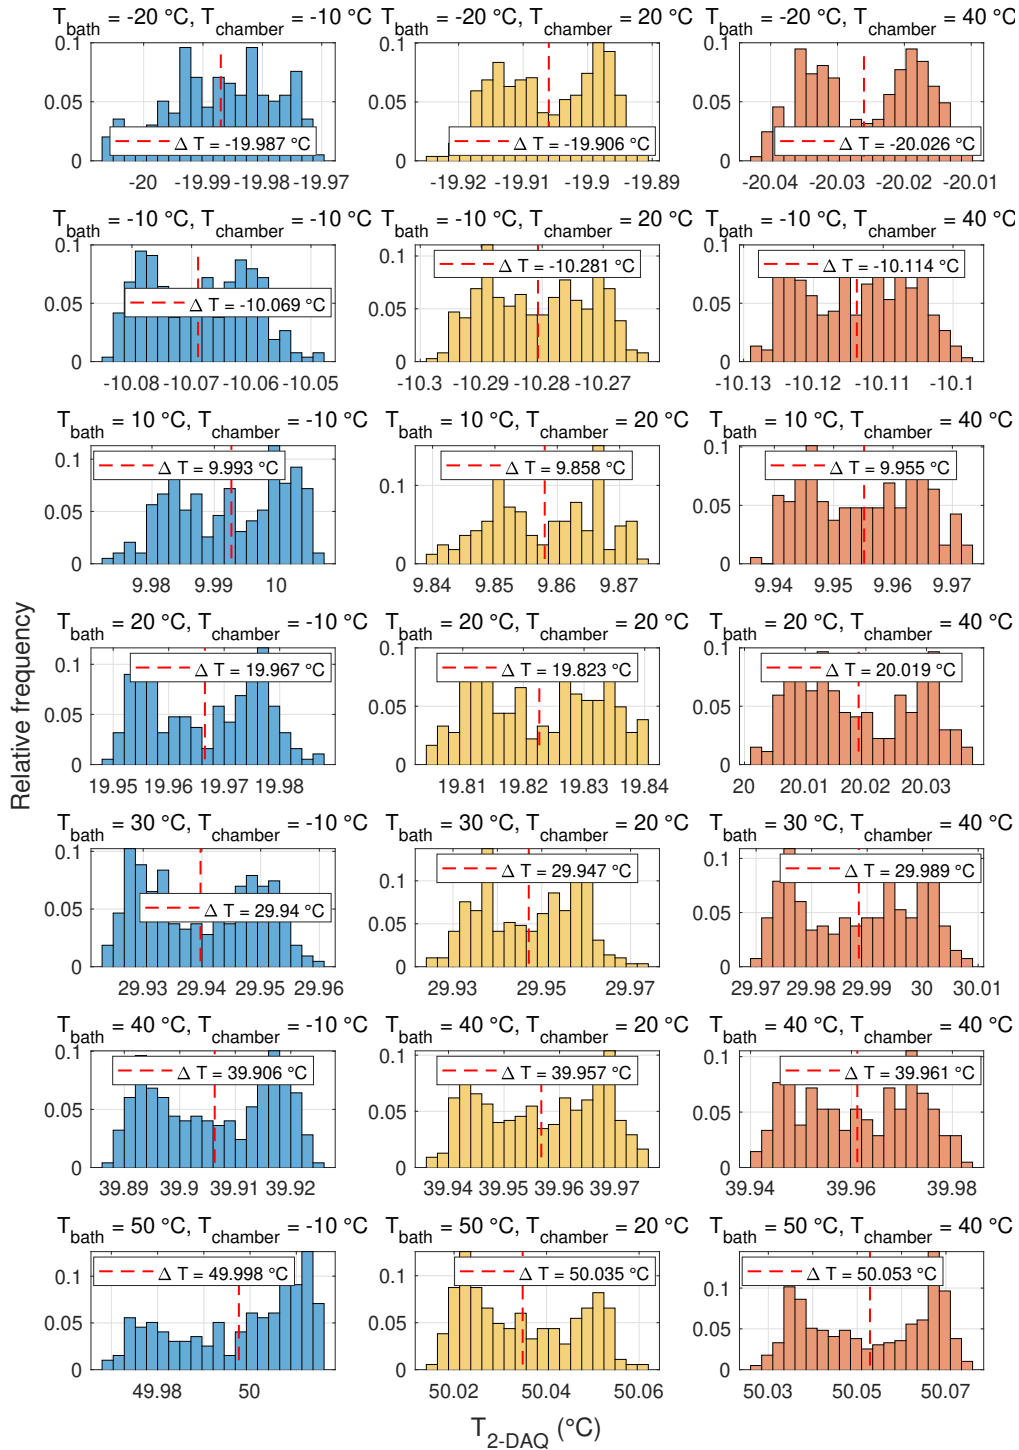 T_bath = -20 °C, T_chamber = -10 °C
T_bath = -20 °C, T_chamber = 20 °C
T_bath = -20 °C, T_chamber = 40 °C
0.1
0.05
0
Δ T = -19.987 °C
-20 -19.99 -19.98 -19.97
0.1
0.05
0
Δ T = -19.906 °C
-19.92 -19.91 -19.9 -19.89
0.1
0.05
0
Δ T = -20.026 °C
-20.04 -20.03 -20.02 -20.01
T_bath = -10 °C, T_chamber = -10 °C
T_bath = -10 °C, T_chamber = 20 °C
T_bath = -10 °C, T_chamber = 40 °C
0.1
0.05
0
Δ T = -10.069 °C
-10.08 -10.07 -10.06 -10.05
0.1
0.05
0
Δ T = -10.281 °C
-10.3 -10.29 -10.28 -10.27
0.1
0.05
0
Δ T = -10.114 °C
-10.13 -10.12 -10.11 -10.1
T_bath = 10 °C, T_chamber = -10 °C
T_bath = 10 °C, T_chamber = 20 °C
T_bath = 10 °C, T_chamber = 40 °C
0.1
0.05
0
Δ T = 9.993 °C
9.98 9.99 10
0.1
0.05
0
Δ T = 9.858 °C
9.84 9.85 9.86 9.87
0.1
0.05
0
Δ T = 9.955 °C
9.94 9.95 9.96 9.97
Relative frequency
T_bath = 20 °C, T_chamber = -10 °C
T_bath = 20 °C, T_chamber = 20 °C
T_bath = 20 °C, T_chamber = 40 °C
0.1
0.05
0
Δ T = 19.967 °C
19.95 19.96 19.97 19.98
0.1
0.05
0
Δ T = 19.823 °C
19.81 19.82 19.83 19.84
0.1
0.05
0
Δ T = 20.019 °C
20 20.01 20.02 20.03
T_bath = 30 °C, T_chamber = -10 °C
T_bath = 30 °C, T_chamber = 20 °C
T_bath = 30 °C, T_chamber = 40 °C
0.1
0.05
0
Δ T = 29.94 °C
29.93 29.94 29.95 29.96
0.1
0.05
0
Δ T = 29.947 °C
29.93 29.95 29.97
0.1
0.05
0
Δ T = 29.989 °C
29.97 29.98 29.99 30 30.01
T_bath = 40 °C, T_chamber = -10 °C
T_bath = 40 °C, T_chamber = 20 °C
T_bath = 40 °C, T_chamber = 40 °C
0.1
0.05
0
Δ T = 39.906 °C
39.89 39.9 39.91 39.92
0.1
0.05
0
Δ T = 39.957 °C
39.94 39.95 39.96 39.97
0.1
0.05
0
Δ T = 39.961 °C
39.94 39.96 39.98
T_bath = 50 °C, T_chamber = -10 °C
T_bath = 50 °C, T_chamber = 20 °C
T_bath = 50 °C, T_chamber = 40 °C
0.1
0.05
0
Δ T = 49.998 °C
49.98 50
0.1
0.05
0
Δ T = 50.035 °C
50.02 50.04 50.06
0.1
0.05
0
Δ T = 50.053 °C
50.03 50.05 50.07
T_2-DAQ (°C)